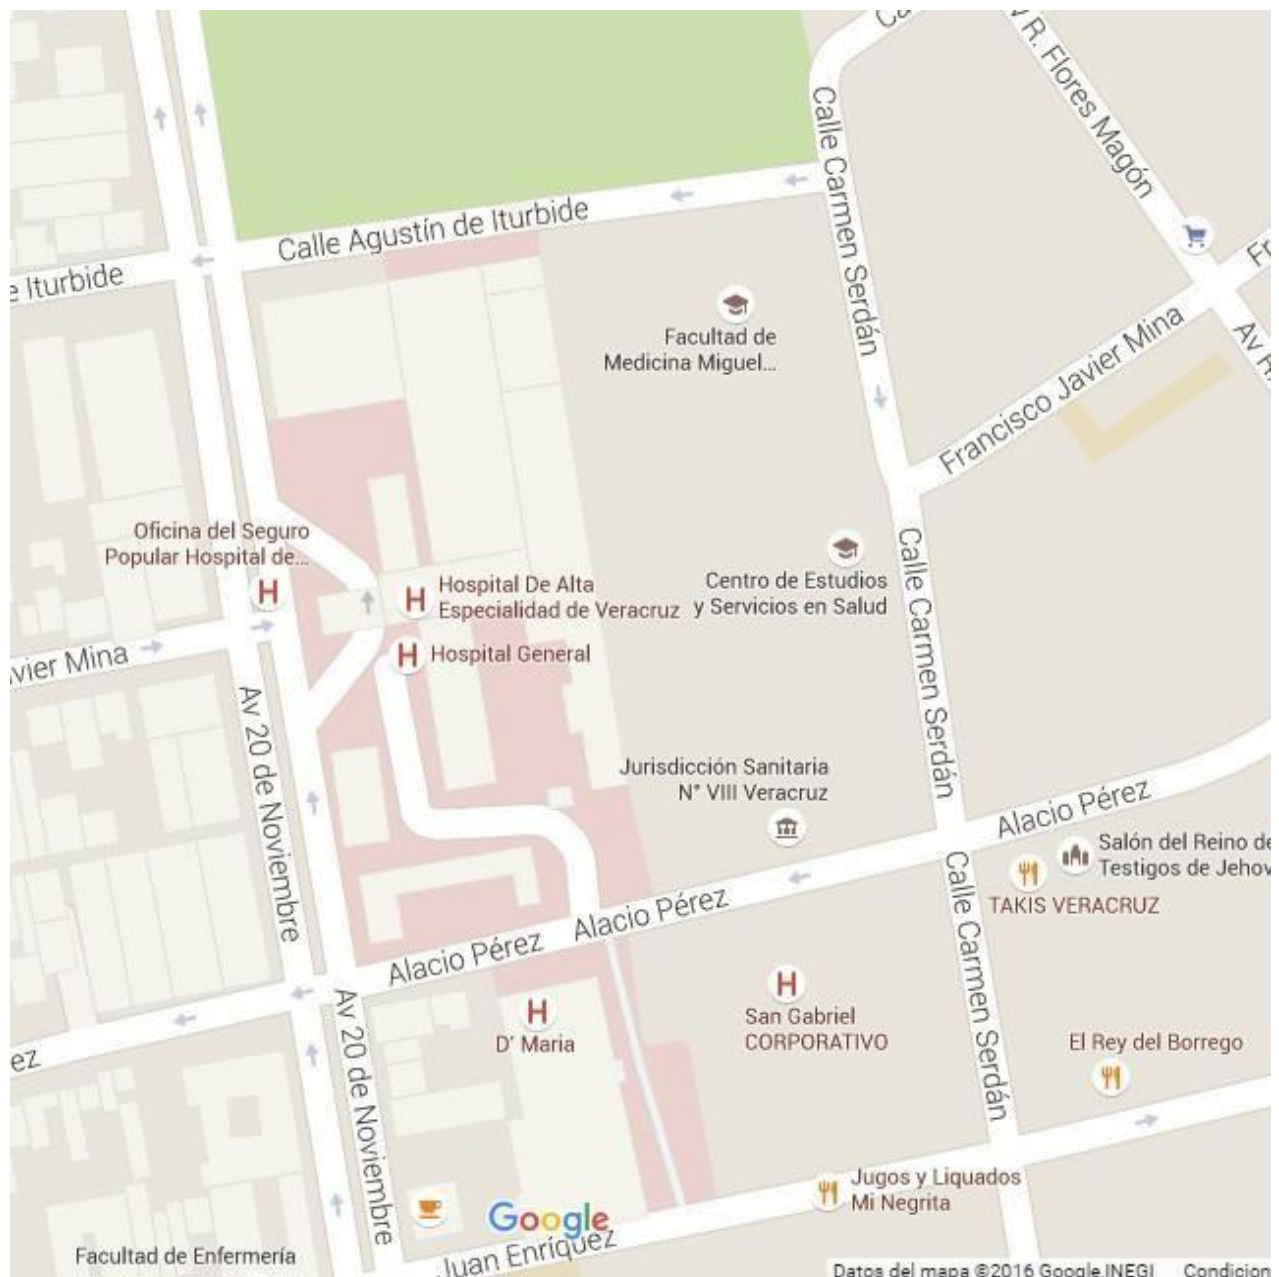 Ca
y R. Flores Magón
Calle Carmen Serdán
Calle Agustín de Iturbide
e Iturbide
Fr
Facultad de
Medicina Miguel...
Francisco Javier Mina
Av R.
Oficina del Seguro
Popular Hospital de...
Hospital De Alta
Especialidad de Veracruz
Centro de Estudios
y Servicios en Salud
Calle Carmen Serdán
Hospital General
vier Mina
Av 20 de Noviembre
Jurisdicción Sanitaria
N° VIII Veracruz
Alacio Pérez
Salón del Reino de
Testigos de Jehov
TAKIS VERACRUZ
Alacio Pérez
Alacio Pérez
Calle Carmen Serdán
Av 20 de Noviembre
D' Maria
San Gabriel
CORPORATIVO
ez
El Rey del Borrego
Jugos y Liquados
Mi Negrita
Google
Juan Enríquez
Facultad de Enfermería
Datos del mapa ©2016 Google, INEGI
Condicion